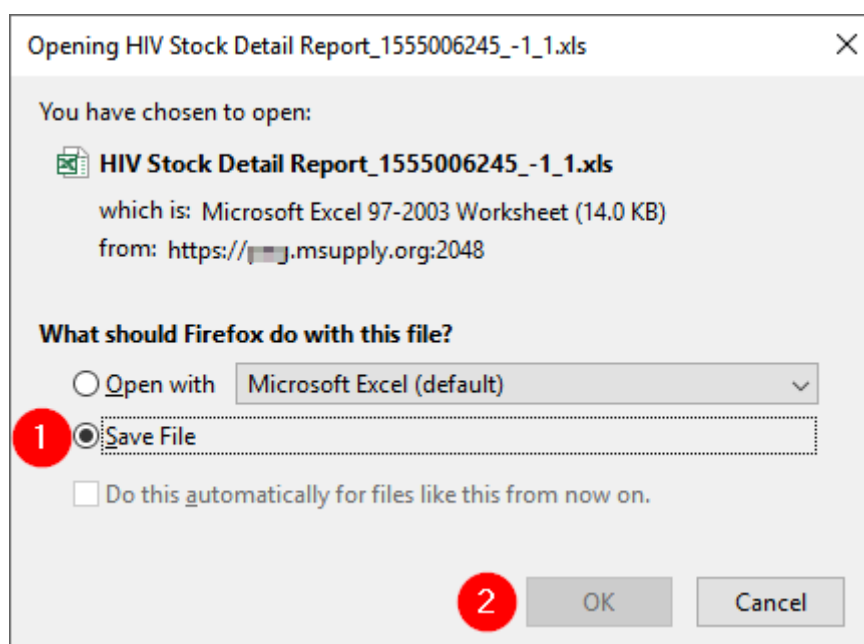 Opening HIV Stock Detail Report_1555006245_-1_1.xls
You have chosen to open:
HIV Stock Detail Report_1555006245_-1_1.xls
which is: Microsoft Excel 97-2003 Worksheet (14.0 KB)
from: https:// .msupply.org:2048
What should Firefox do with this file?
Open with Microsoft Excel (default)
1 Save File
Do this automatically for files like this from now on.
2 OK Cancel